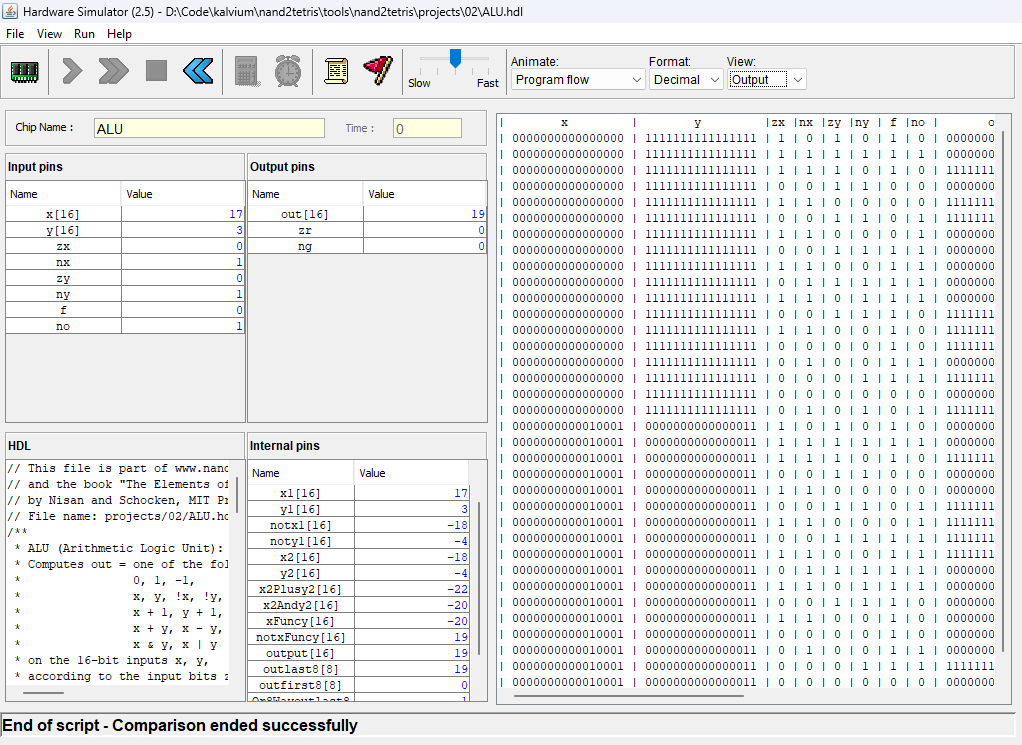 Hardware Simulator (2.5) - D:\Code\kalvium\nand2tetris\tools\nand2tetris\projects\02\ALU.hdl
File View Run Help
Slow Fast
Animate: Format: View:
Program flow Decimal Output
Chip Name : ALU Time : 0
Input pins
Name Value
x[16] 17
y[16] 3
zx 0
nx 1
zy 0
ny 1
f 0
no 1
Output pins
Name Value
out[16] 19
zr 0
ng 0
HDL
// This file is part of www.nand
// and the book "The Elements of
// by Nisan and Schocken, MIT Pr
// File name: projects/02/ALU.hd
/**
* ALU (Arithmetic Logic Unit):
* Computes out = one of the fol
* 0, 1, -1,
* x, y, !x, !y,
* x + 1, y + 1,
* x + y, x - y,
* x & y, x | y
* on the 16-bit inputs x, y,
* according to the input bits z
Internal pins
Name Value
x1[16] 17
y1[16] 3
notx1[16] -18
noty1[16] -4
x2[16] -18
y2[16] -4
x2Plusy2[16] -22
x2Andy2[16] -20
xFuncy[16] -20
notxFuncy[16] 19
output[16] 19
outlast8[8] 19
outfirst8[8] 0
| x | y |zx |nx |zy |ny | f |no | o
| 0000000000000000 | 1111111111111111 | 1 | 0 | 1 | 0 | 1 | 0 | 0000000
| 0000000000000000 | 1111111111111111 | 1 | 1 | 1 | 1 | 1 | 1 | 0000000
| 0000000000000000 | 1111111111111111 | 1 | 1 | 1 | 0 | 1 | 0 | 1111111
| 0000000000000000 | 1111111111111111 | 0 | 0 | 1 | 1 | 0 | 0 | 0000000
| 0000000000000000 | 1111111111111111 | 1 | 1 | 0 | 0 | 0 | 0 | 1111111
| 0000000000000000 | 1111111111111111 | 0 | 0 | 1 | 1 | 0 | 1 | 1111111
| 0000000000000000 | 1111111111111111 | 1 | 1 | 0 | 0 | 0 | 1 | 0000000
| 0000000000000000 | 1111111111111111 | 0 | 0 | 1 | 1 | 1 | 1 | 0000000
| 0000000000000000 | 1111111111111111 | 1 | 1 | 0 | 0 | 1 | 1 | 0000000
| 0000000000000000 | 1111111111111111 | 0 | 1 | 1 | 1 | 1 | 1 | 0000000
| 0000000000000000 | 1111111111111111 | 1 | 1 | 0 | 1 | 1 | 1 | 0000000
| 0000000000000000 | 1111111111111111 | 0 | 0 | 1 | 1 | 1 | 0 | 1111111
| 0000000000000000 | 1111111111111111 | 1 | 1 | 0 | 0 | 1 | 0 | 1111111
| 0000000000000000 | 1111111111111111 | 0 | 0 | 0 | 0 | 1 | 0 | 1111111
| 0000000000000000 | 1111111111111111 | 0 | 1 | 0 | 0 | 1 | 1 | 0000000
| 0000000000000000 | 1111111111111111 | 0 | 0 | 0 | 1 | 1 | 1 | 1111111
| 0000000000000000 | 1111111111111111 | 0 | 0 | 0 | 0 | 0 | 0 | 0000000
| 0000000000000000 | 1111111111111111 | 0 | 1 | 0 | 1 | 0 | 1 | 1111111
| 0000000000010001 | 0000000000000011 | 1 | 0 | 1 | 0 | 1 | 0 | 0000000
| 0000000000010001 | 0000000000000011 | 1 | 1 | 1 | 1 | 1 | 1 | 0000000
| 0000000000010001 | 0000000000000011 | 1 | 1 | 1 | 0 | 1 | 0 | 1111111
| 0000000000010001 | 0000000000000011 | 0 | 0 | 1 | 1 | 0 | 0 | 0000000
| 0000000000010001 | 0000000000000011 | 1 | 1 | 0 | 0 | 0 | 0 | 0000000
| 0000000000010001 | 0000000000000011 | 0 | 0 | 1 | 1 | 0 | 1 | 1111111
| 0000000000010001 | 0000000000000011 | 1 | 1 | 0 | 0 | 0 | 1 | 1111111
| 0000000000010001 | 0000000000000011 | 0 | 0 | 1 | 1 | 1 | 1 | 1111111
| 0000000000010001 | 0000000000000011 | 1 | 1 | 0 | 0 | 1 | 1 | 1111111
| 0000000000010001 | 0000000000000011 | 0 | 1 | 1 | 1 | 1 | 1 | 0000000
| 0000000000010001 | 0000000000000011 | 1 | 1 | 0 | 1 | 1 | 1 | 0000000
| 0000000000010001 | 0000000000000011 | 0 | 0 | 1 | 1 | 1 | 0 | 0000000
| 0000000000010001 | 0000000000000011 | 1 | 1 | 0 | 0 | 1 | 0 | 0000000
| 0000000000010001 | 0000000000000011 | 0 | 0 | 0 | 0 | 1 | 0 | 0000000
| 0000000000010001 | 0000000000000011 | 0 | 1 | 0 | 0 | 1 | 1 | 0000000
| 0000000000010001 | 0000000000000011 | 0 | 0 | 0 | 1 | 1 | 1 | 1111111
| 0000000000010001 | 0000000000000011 | 0 | 0 | 0 | 0 | 0 | 0 | 0000000
End of script - Comparison ended successfully